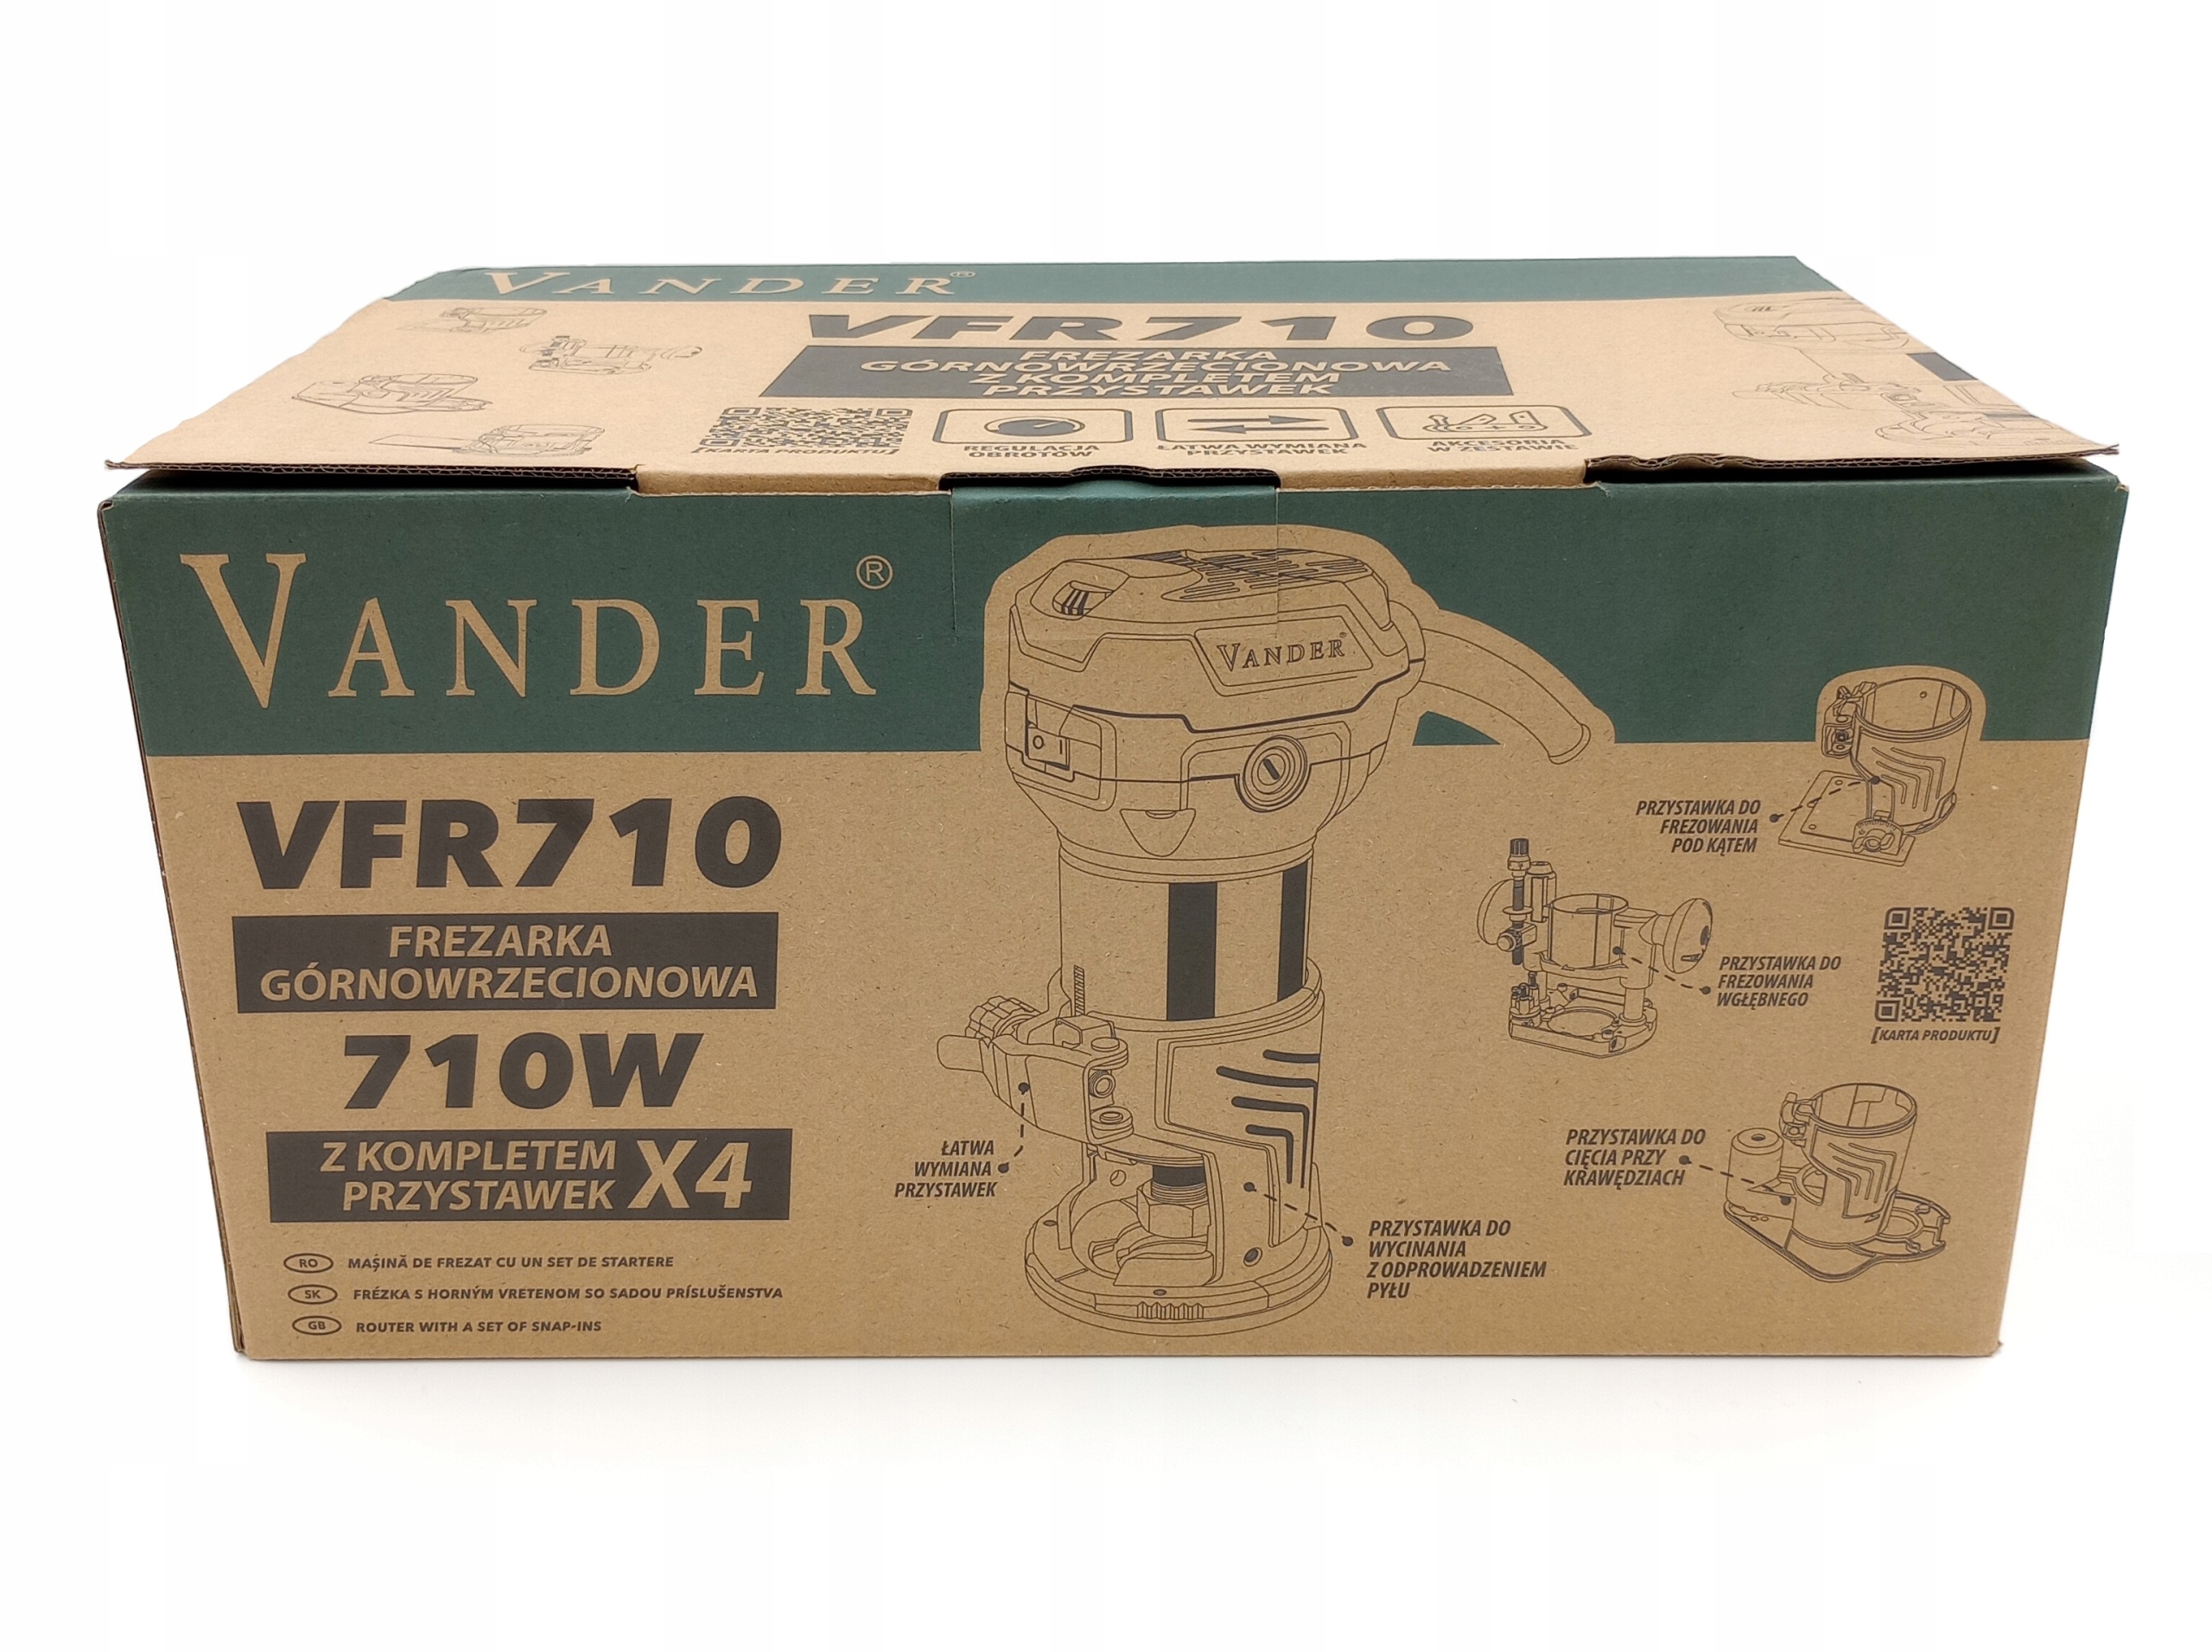 VANDER®
VFR710
FREZARKA
GÓRNOWRZECIONOWA
Z KOMPLETEM
PRZYSTAWEK
[KARTA PRODUKTU]
REGULACJA
OBROTÓW
ŁATWA WYMIANA
PRZYSTAWEK
AKCESORIA
W ZESTAWIE
VANDER®
VFR710
FREZARKA
GÓRNOWRZECIONOWA
710W
Z KOMPLETEM
PRZYSTAWEK X4
RO MAȘINĂ DE FREZAT CU UN SET DE STARTERE
SK FRÉZKA S HORNÝM VRETENOM SO SADOU PRÍSLUŠENSTVA
GB ROUTER WITH A SET OF SNAP-INS
VANDER®
ŁATWA
WYMIANA
PRZYSTAWEK
PRZYSTAWKA DO
WYCINANIA
Z ODPROWADZENIEM
PYŁU
PRZYSTAWKA DO
FREZOWANIA
POD KĄTEM
PRZYSTAWKA DO
FREZOWANIA
WGŁĘBNEGO
[KARTA PRODUKTU]
PRZYSTAWKA DO
CIĘCIA PRZY
KRAWĘDZIACH